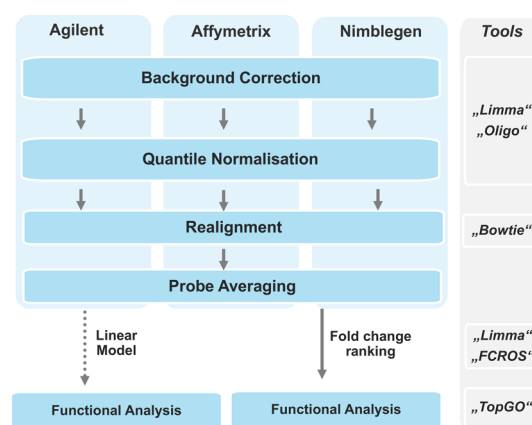 Agilent
Affymetrix
Nimblegen
Tools
Background Correction
„Limma“
„Oligo“
Quantile Normalisation
Realignment
„Bowtie“
Probe Averaging
Linear
Model
Fold change
ranking
„Limma“
„FCROS“
Functional Analysis
Functional Analysis
„TopGO“